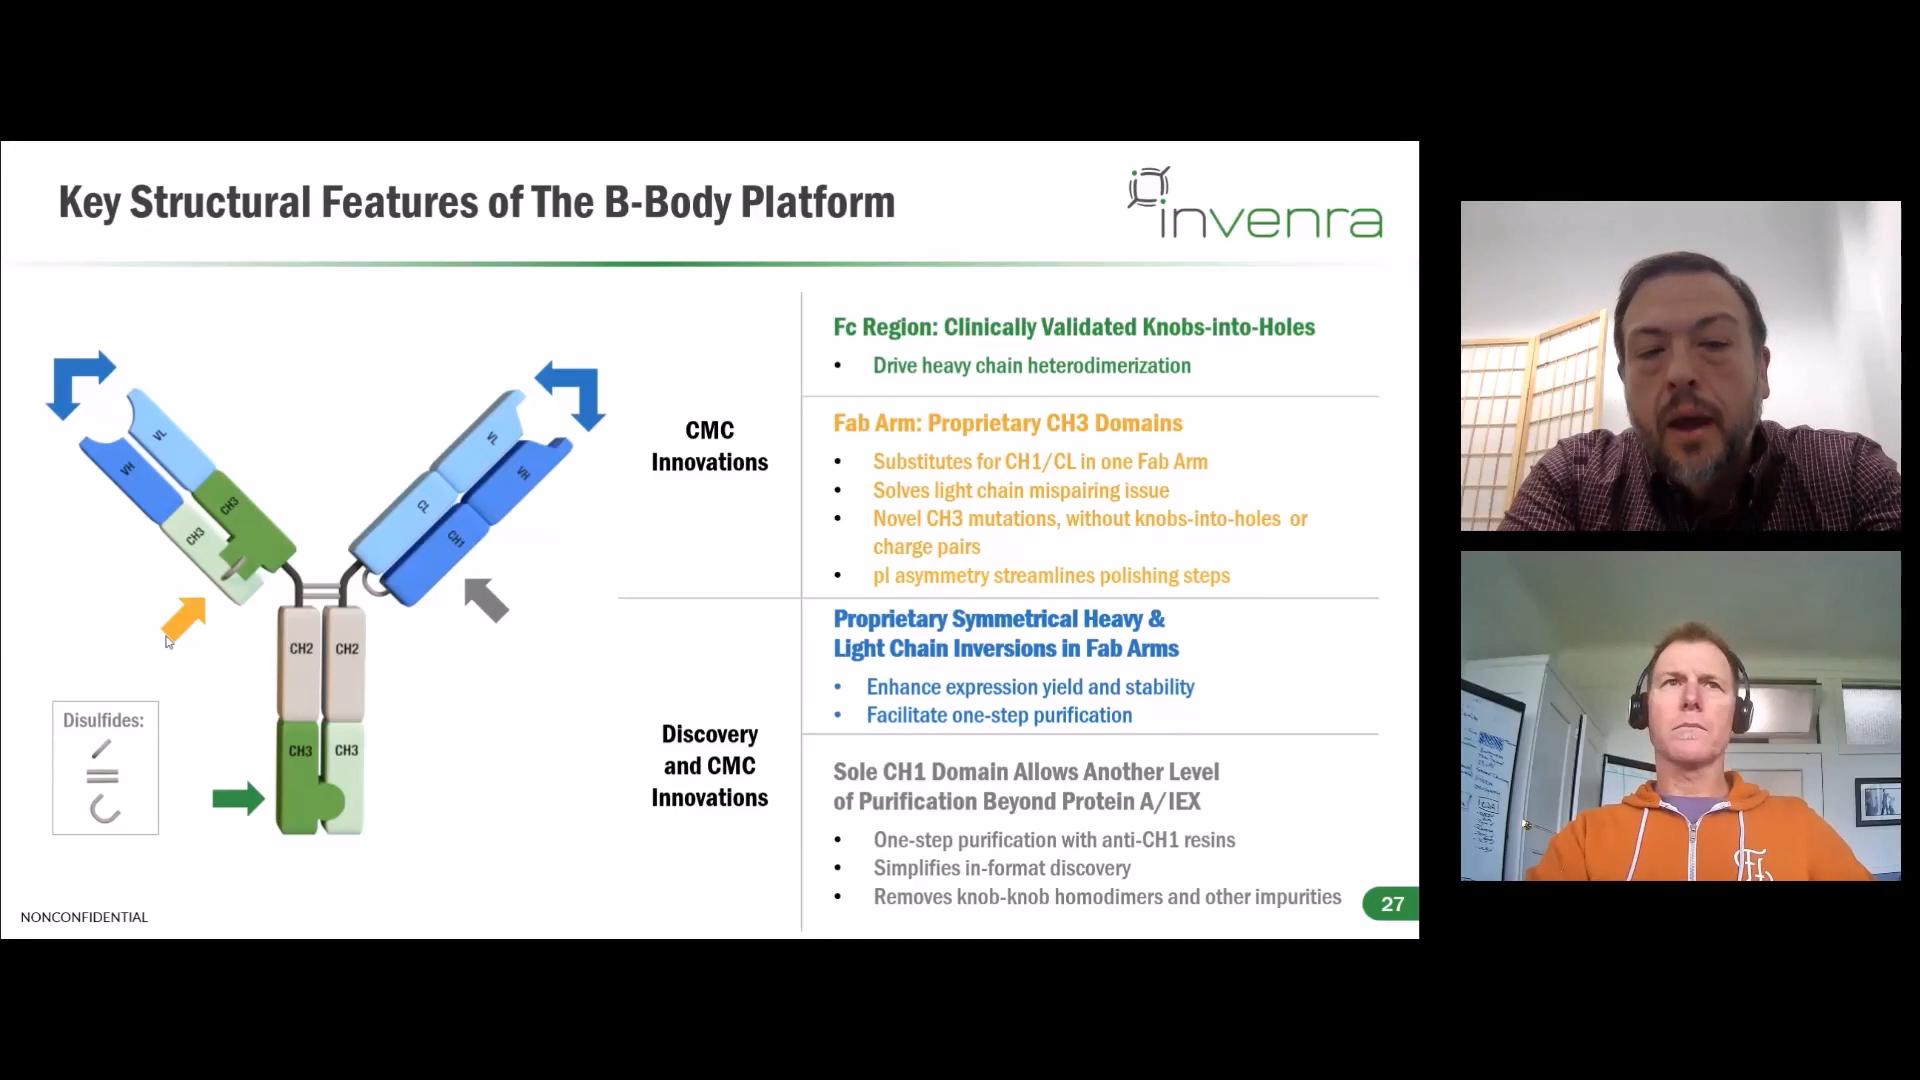 Key Structural Features of The B-Body Platform
invenra
VL
VH
CH3
CH3
VL
VH
CL
CH1
CH2
CH2
CH3
CH3
Disulfides:
NONCONFIDENTIAL
CMC
Innovations
Fc Region: Clinically Validated Knobs-into-Holes
• Drive heavy chain heterodimerization
Fab Arm: Proprietary CH3 Domains
• Substitutes for CH1/CL in one Fab Arm
• Solves light chain mispairing issue
• Novel CH3 mutations, without knobs-into-holes or
charge pairs
• pI asymmetry streamlines polishing steps
Discovery
and CMC
Innovations
Proprietary Symmetrical Heavy &
Light Chain Inversions in Fab Arms
• Enhance expression yield and stability
• Facilitate one-step purification
Sole CH1 Domain Allows Another Level
of Purification Beyond Protein A/IEX
• One-step purification with anti-CH1 resins
• Simplifies in-format discovery
• Removes knob-knob homodimers and other impurities
27